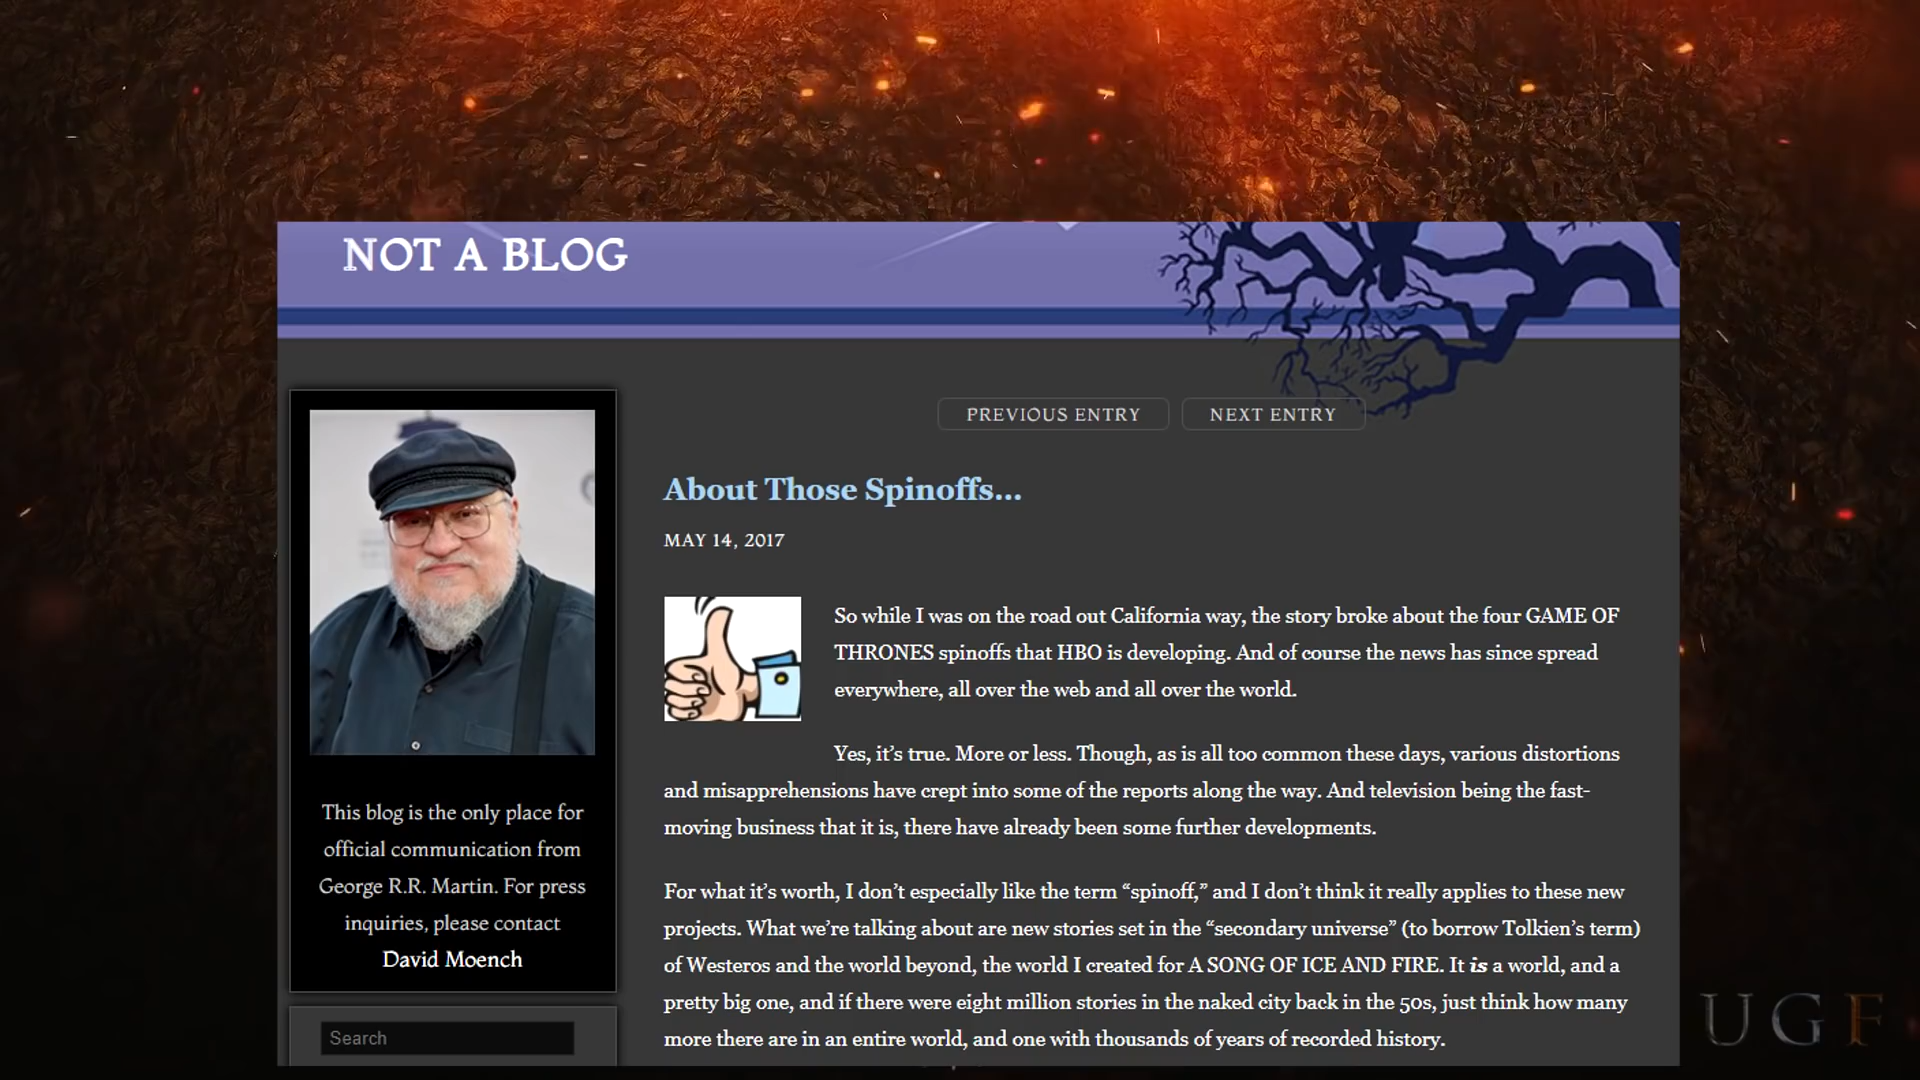 NOT A BLOG
PREVIOUS ENTRY
NEXT ENTRY
About Those Spinoffs...
MAY 14, 2017
So while I was on the road out California way, the story broke about the four GAME OF
THRONES spinoffs that HBO is developing. And of course the news has since spread
everywhere, all over the web and all over the world.
Yes, it’s true. More or less. Though, as is all too common these days, various distortions
and misapprehensions have crept into some of the reports along the way. And television being the fast-
moving business that it is, there have already been some further developments.
For what it’s worth, I don’t especially like the term “spinoff,” and I don’t think it really applies to these new
projects. What we’re talking about are new stories set in the “secondary universe” (to borrow Tolkien’s term)
of Westeros and the world beyond, the world I created for A SONG OF ICE AND FIRE. It is a world, and a
pretty big one, and if there were eight million stories in the naked city back in the 50s, just think how many
more there are in an entire world, and one with thousands of years of recorded history.
This blog is the only place for
official communication from
George R.R. Martin. For press
inquiries, please contact
David Moench
Search
UGF